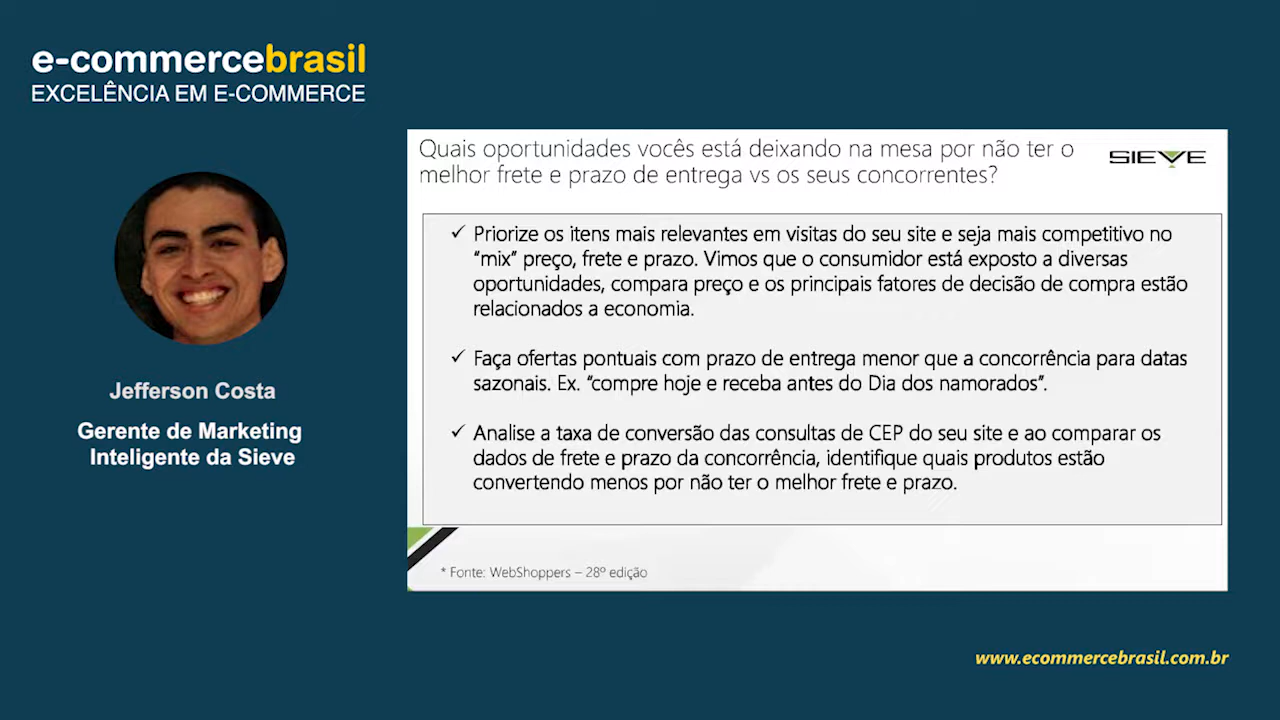 e-commercebrasil
EXCELÊNCIA EM E-COMMERCE
Quais oportunidades vocês está deixando na mesa por não ter o
melhor frete e prazo de entrega vs os seus concorrentes?
SIEVE
✓ Priorize os itens mais relevantes em visitas do seu site e seja mais competitivo no
“mix” preço, frete e prazo. Vimos que o consumidor está exposto a diversas
oportunidades, compara preço e os principais fatores de decisão de compra estão
relacionados a economia.
✓ Faça ofertas pontuais com prazo de entrega menor que a concorrência para datas
sazonais. Ex. “compre hoje e receba antes do Dia dos namorados”.
✓ Analise a taxa de conversão das consultas de CEP do seu site e ao comparar os
dados de frete e prazo da concorrência, identifique quais produtos estão
convertendo menos por não ter o melhor frete e prazo.
* Fonte: WebShoppers – 28º edição
Jefferson Costa
Gerente de Marketing
Inteligente da Sieve
www.ecommercebrasil.com.br